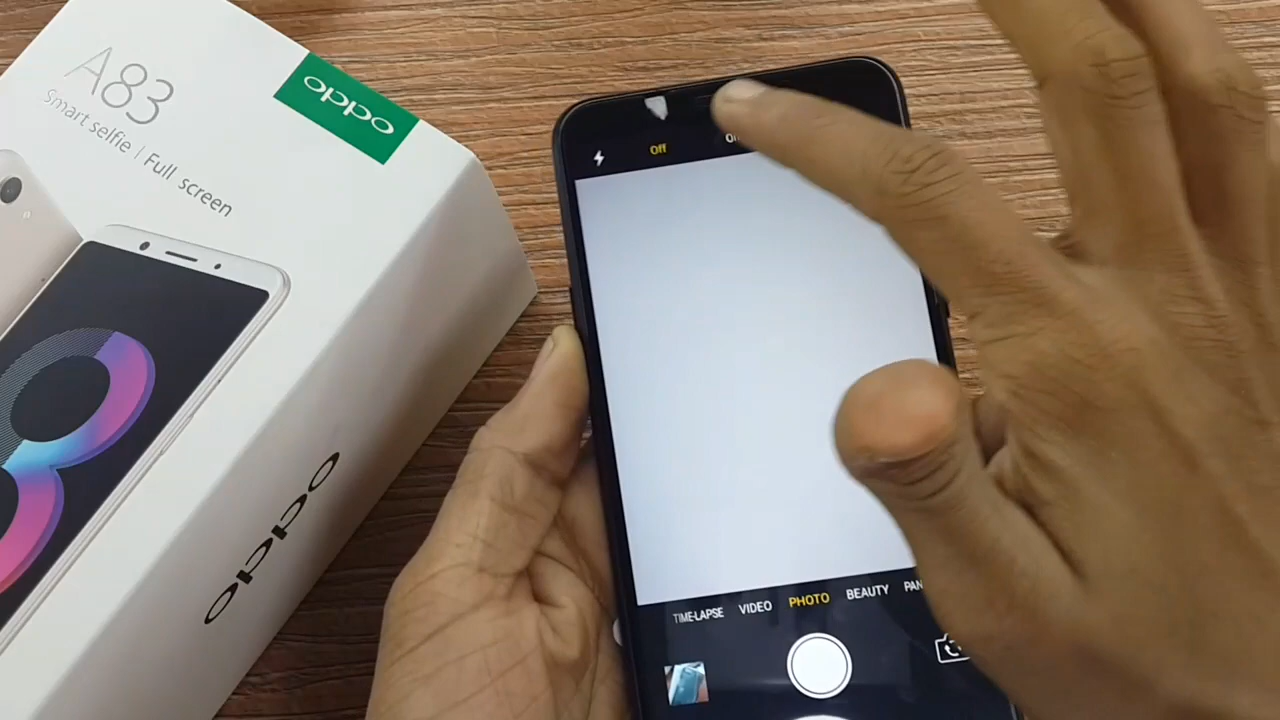 A83
oppo
Smart selfie | Full screen
oppo
Off
TIME-LAPSE VIDEO PHOTO BEAUTY